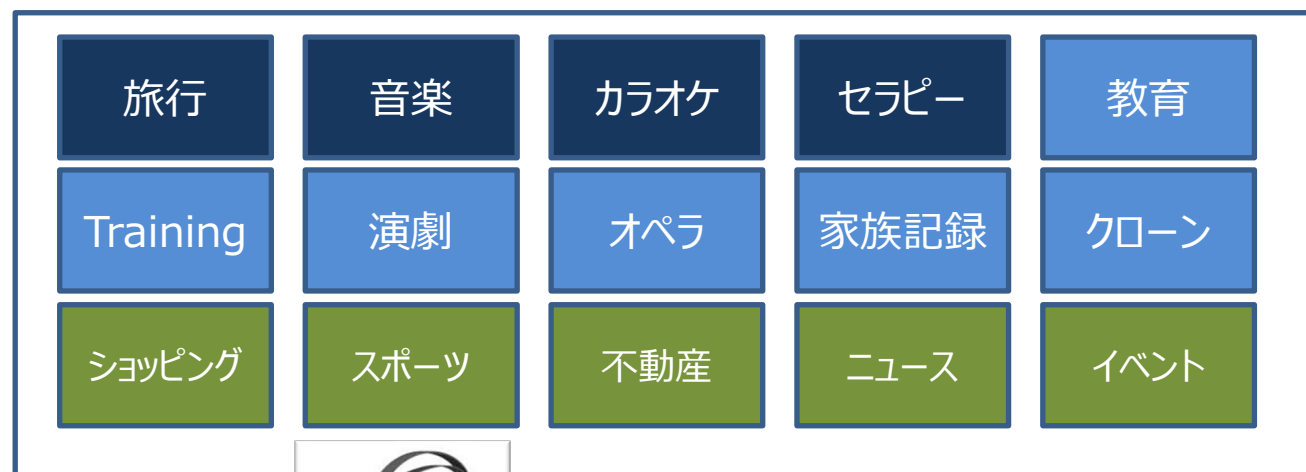 旅行
音楽
カラオケ
セラピー
教育
Training
演劇
オペラ
家族記録
クローン
ショッピング
スポーツ
不動産
ニュース
イベント